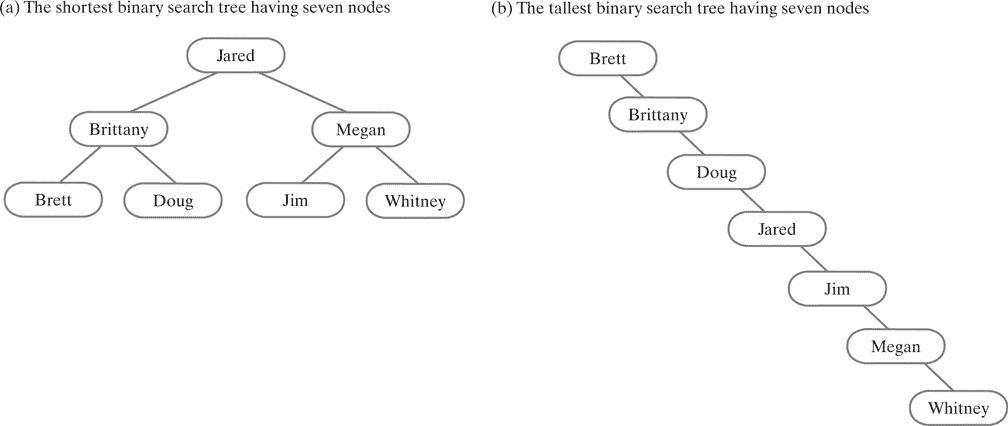 (a) The shortest binary search tree having seven nodes
Jared
Brittany
Megan
Brett
Doug
Jim
Whitney
(b) The tallest binary search tree having seven nodes
Brett
Brittany
Doug
Jared
Jim
Megan
Whitney